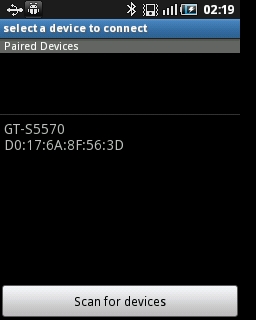 02:19
select a device to connect
Paired Devices
GT-S5570
D0:17:6A:8F:56:3D
Scan for devices